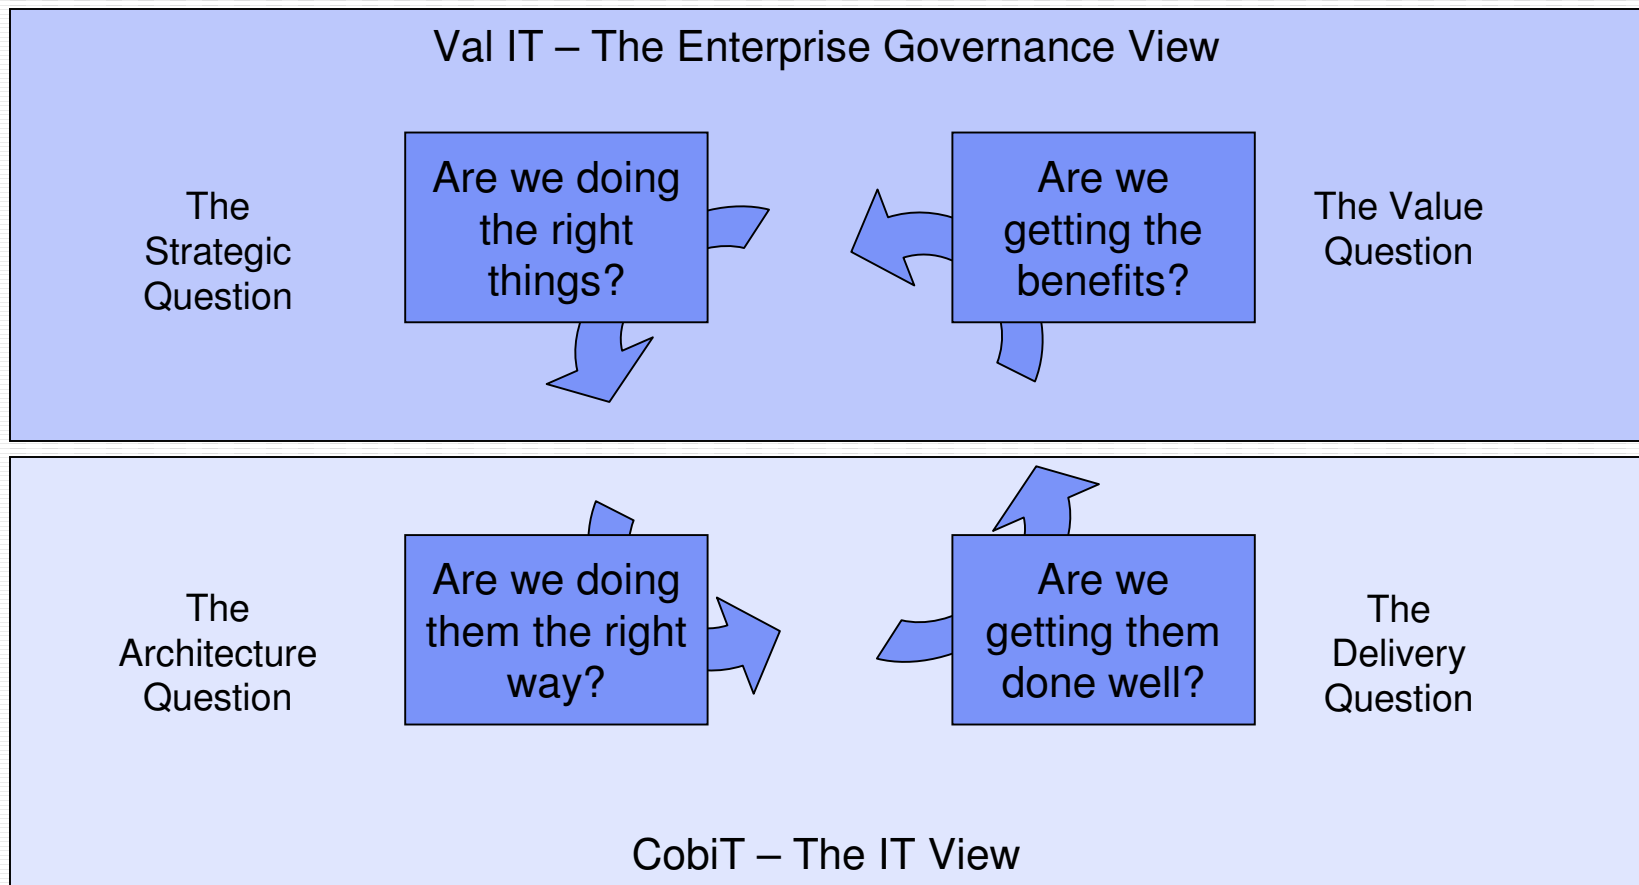 Val IT – The Enterprise Governance View
The
Strategic
Question
Are we doing
the right
things?
Are we
getting the
benefits?
The Value
Question
The
Architecture
Question
Are we doing
them the right
way?
Are we
getting them
done well?
The
Delivery
Question
CobiT – The IT View